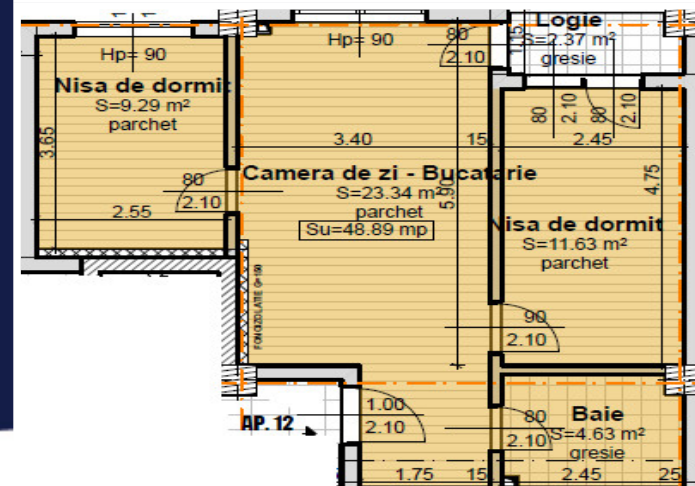 Hp= 90
Nisa de dormit
S=9.29 m²
parchet
3.65
2.55
80
2.10
Hp= 90
3.40
15
Camera de zi - Bucatarie
S=23.34 m²
parchet
Su=48.89 mp
5.90
FONOIZOLATIE
80
2.10
Logie
S=2.37 m²
gresie
80
2.10
80
2.10
2.45
4.75
Nisa de dormit
S=11.63 m²
parchet
90
2.10
AP. 12
1.00
2.10
1.75
15
80
2.10
Baie
S=4.63 m²
gresie
2.45
25